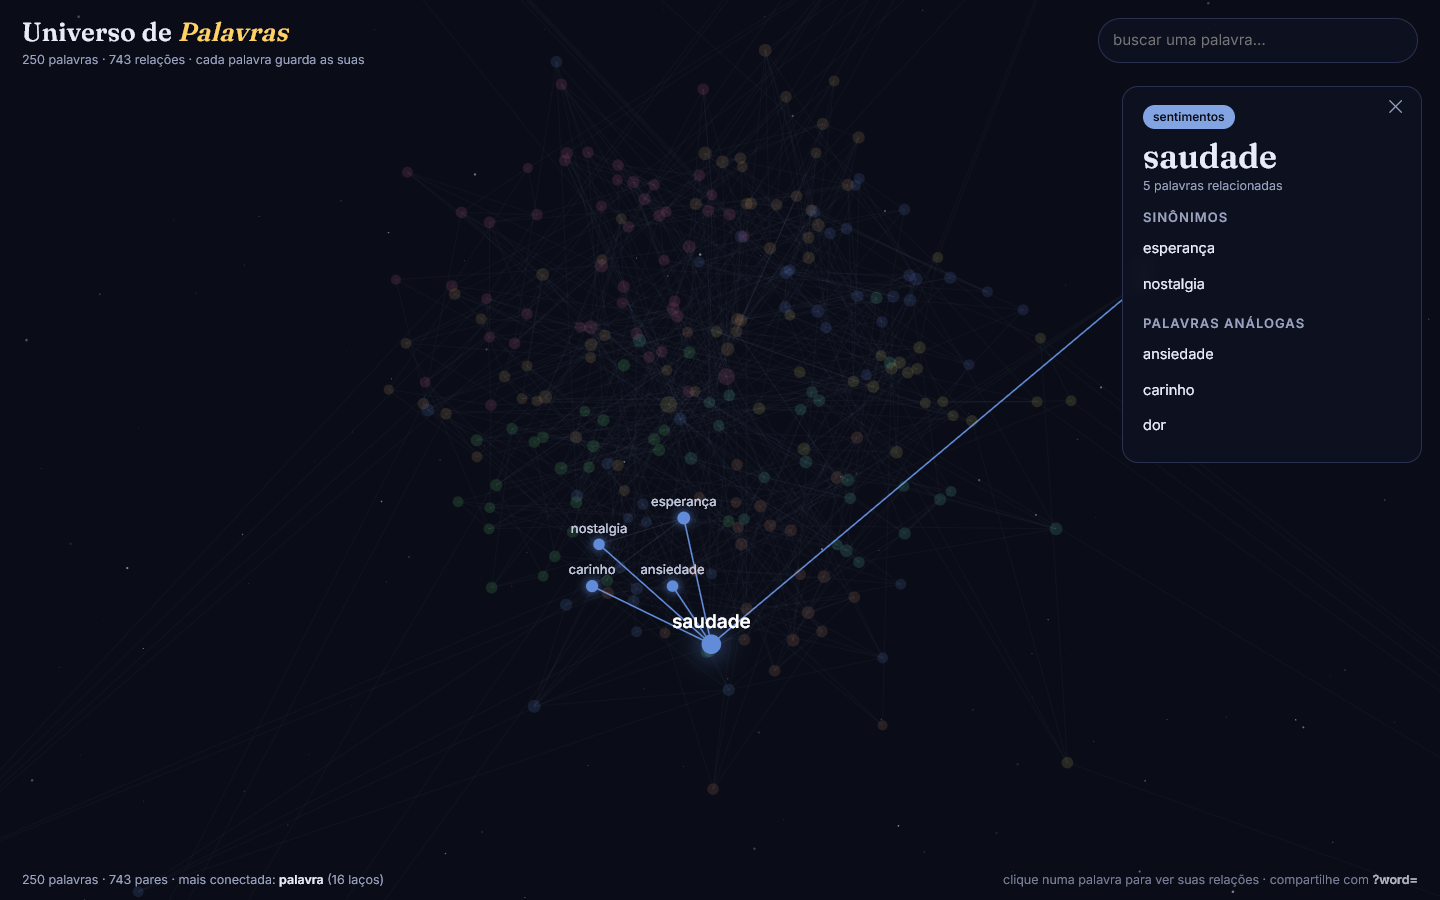 Universo de Palavras
250 palavras · 743 relações · cada palavra guarda as suas
buscar uma palavra...
sentimentos
saudade
5 palavras relacionadas
SINÔNIMOS
esperança
nostalgia
PALAVRAS ANÁLOGAS
ansiedade
carinho
dor
esperança
nostalgia
carinho
ansiedade
saudade
250 palavras · 743 pares · mais conectada: palavra (16 laços)
clique numa palavra para ver suas relações · compartilhe com ?word=